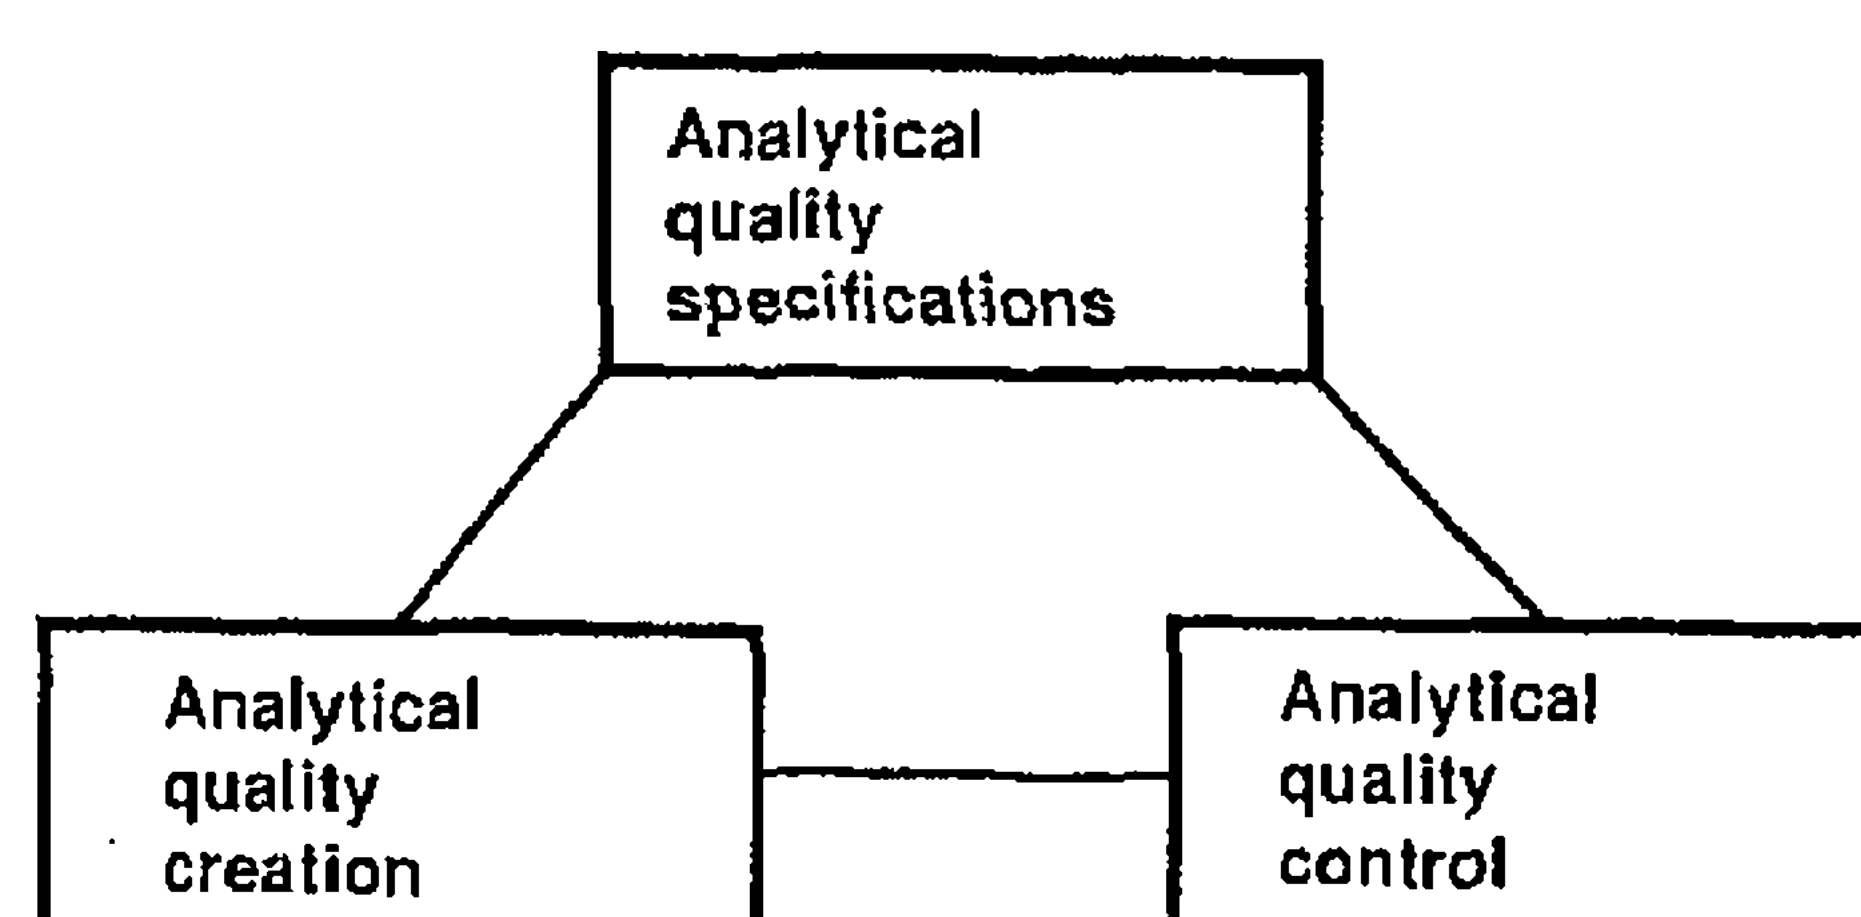 Analytical
quality
specifications
Analytical
quality
creation
Analytical
quality
control